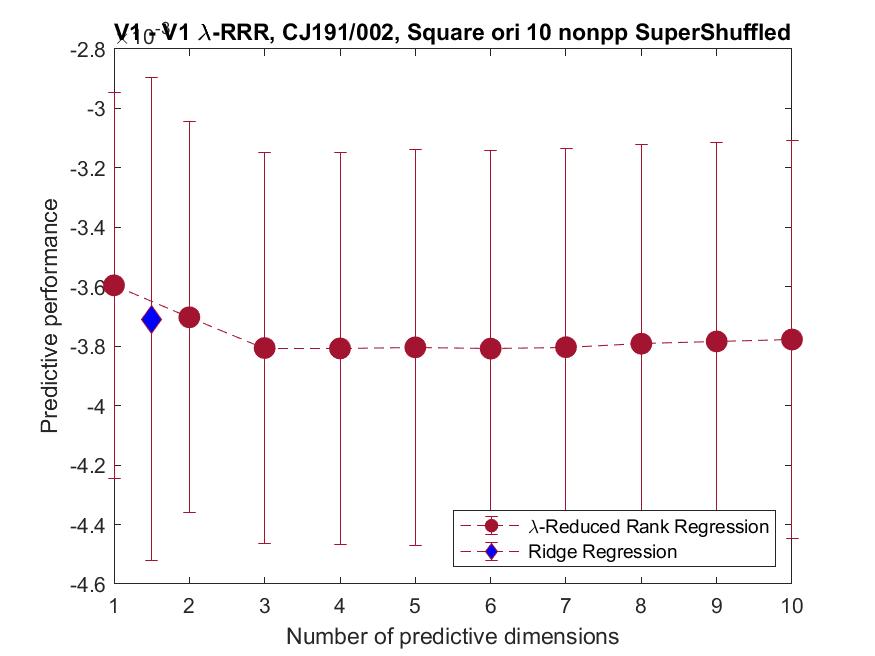 V1 - V1 λ-RRR, CJ191/002, Square ori 10 nonpp SuperShuffled
×10⁻³
-2.8
-3
-3.2
-3.4
-3.6
-3.8
-4
-4.2
-4.4
-4.6
Predictive performance
λ-Reduced Rank Regression
Ridge Regression
1 2 3 4 5 6 7 8 9 10
Number of predictive dimensions